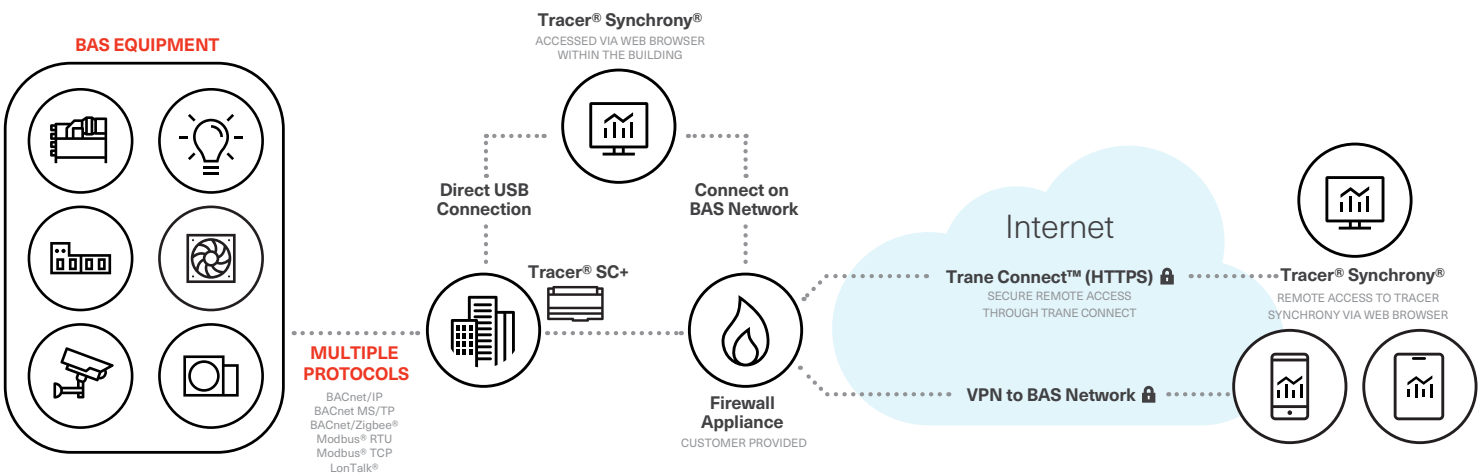 BAS EQUIPMENT
MULTIPLE
PROTOCOLS
BACnet/IP
BACnet MS/TP
BACnet/Zigbee®
Modbus® RTU
Modbus® TCP
LonTalk®
Tracer® Synchrony®
ACCESSED VIA WEB BROWSER
WITHIN THE BUILDING
Direct USB
Connection
Connect on
BAS Network
Tracer® SC+
Firewall
Appliance
CUSTOMER PROVIDED
Internet
Trane Connect™ (HTTPS)
SECURE REMOTE ACCESS
THROUGH TRANE CONNECT
VPN to BAS Network
Tracer® Synchrony®
REMOTE ACCESS TO TRACER
SYNCHRONY VIA WEB BROWSER